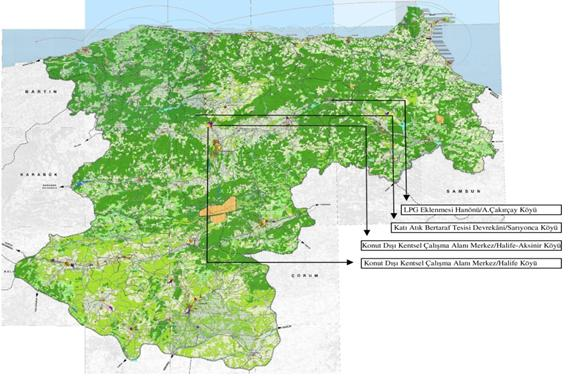 BARTIN
KARABÜK
SAMSUN
ÇORUM
LPG Eklenmesi Hanönü/A.Çakırçay Köyü
Katı Atık Bertaraf Tesisi Devrekâni/Sarıyonca Köyü
Konut Dışı Kentsel Çalışma Alanı Merkez/Halife-Aksinir Köyü
Konut Dışı Kentsel Çalışma Alanı Merkez/Halife Köyü